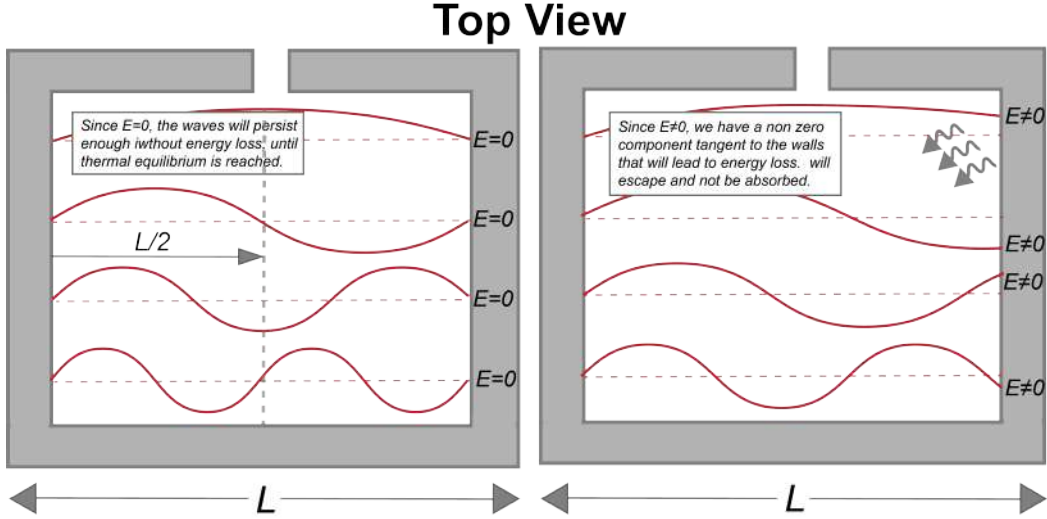 Top View
Since E=0, the waves will persist
enough iwthout energy loss, until
thermal equilibrium is reached.
E=0
E=0
L/2
E=0
E=0
L
Since E≠0, we have a non zero
component tangent to the walls
that will lead to energy loss. will
escape and not be absorbed.
E≠0
E≠0
E≠0
E≠0
L